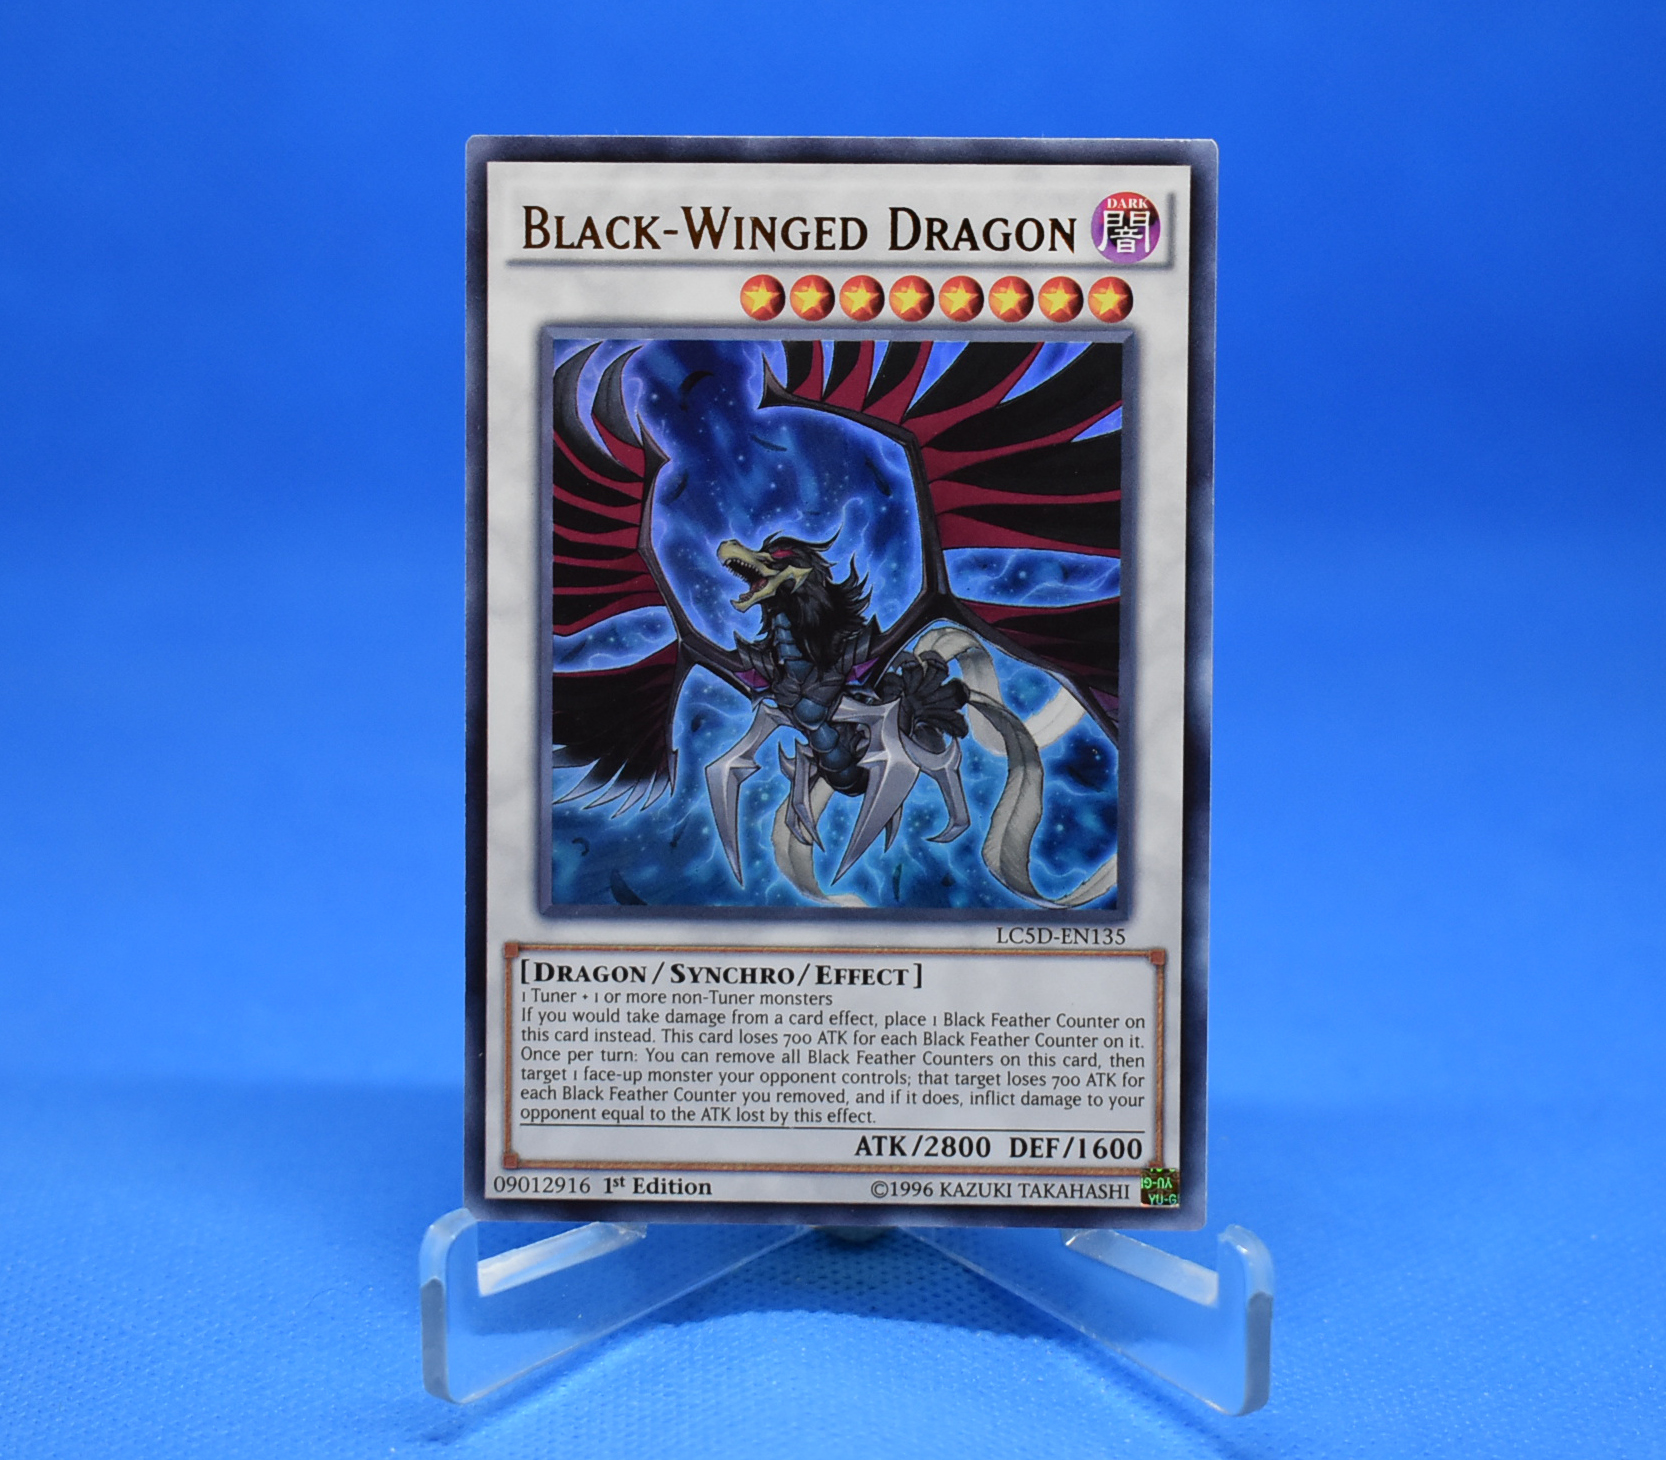 BLACK-WINGED DRAGON
DARK
闇
LC5D-EN135
[DRAGON/SYNCHRO/EFFECT]
1 Tuner + 1 or more non-Tuner monsters
If you would take damage from a card effect, place 1 Black Feather Counter on
this card instead. This card loses 700 ATK for each Black Feather Counter on it.
Once per turn: You can remove all Black Feather Counters on this card, then
target 1 face-up monster your opponent controls; that target loses 700 ATK for
each Black Feather Counter you removed, and if it does, inflict damage to your
opponent equal to the ATK lost by this effect.
ATK/2800 DEF/1600
09012916 1st Edition
©1996 KAZUKI TAKAHASHI
YU-G